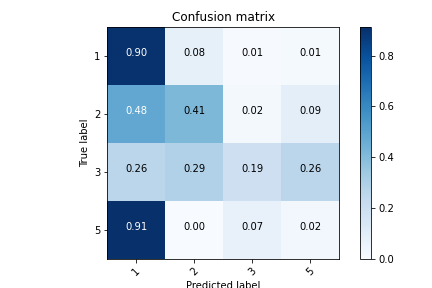 Confusion matrix
1 0.90 0.08 0.01 0.01
2 0.48 0.41 0.02 0.09
3 0.26 0.29 0.19 0.26
5 0.91 0.00 0.07 0.02
1 2 3 5
True label
Predicted label
0.8
0.6
0.4
0.2
0.0